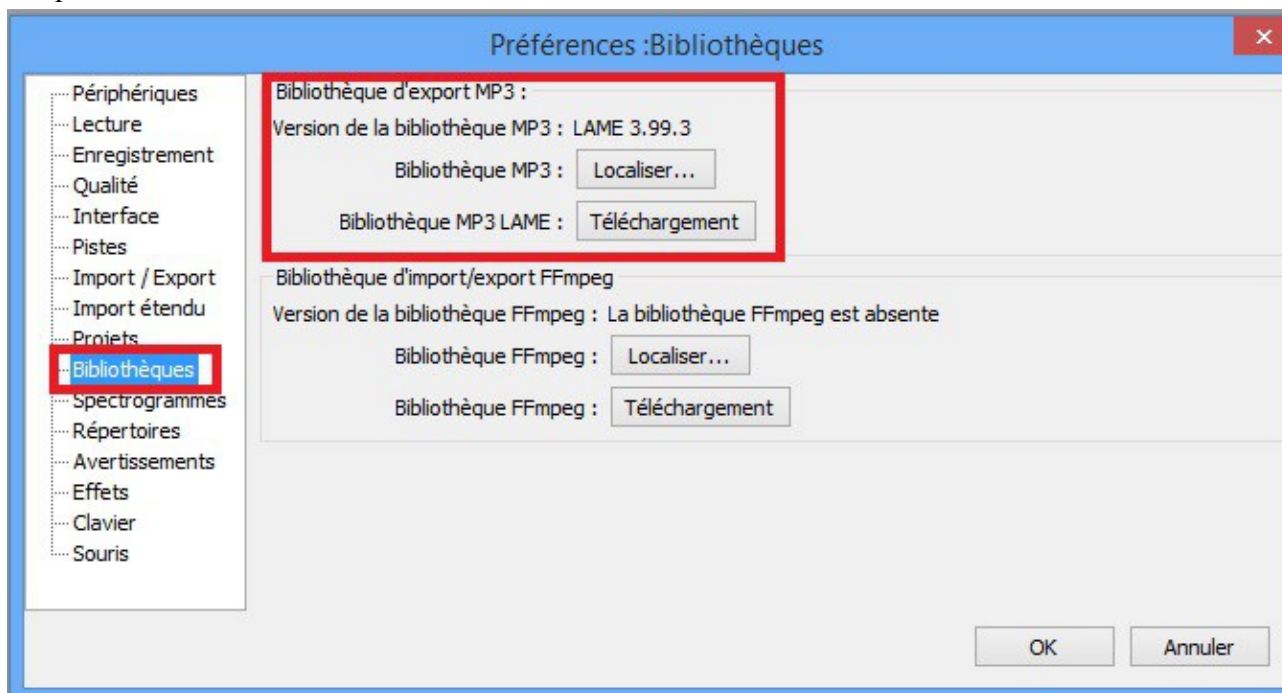 Préférences :Bibliothèques
Périphériques
Lecture
Enregistrement
Qualité
Interface
Pistes
Import / Export
Import étendu
Projets
Bibliothèques
Spectrogrammes
Répertoires
Avertissements
Effets
Clavier
Souris
Bibliothèque d'export MP3 :
Version de la bibliothèque MP3 : LAME 3.99.3
Bibliothèque MP3 : Localiser...
Bibliothèque MP3 LAME : Téléchargement
Bibliothèque d'import/export FFmpeg
Version de la bibliothèque FFmpeg : La bibliothèque FFmpeg est absente
Bibliothèque FFmpeg : Localiser...
Bibliothèque FFmpeg : Téléchargement
OK Annuler